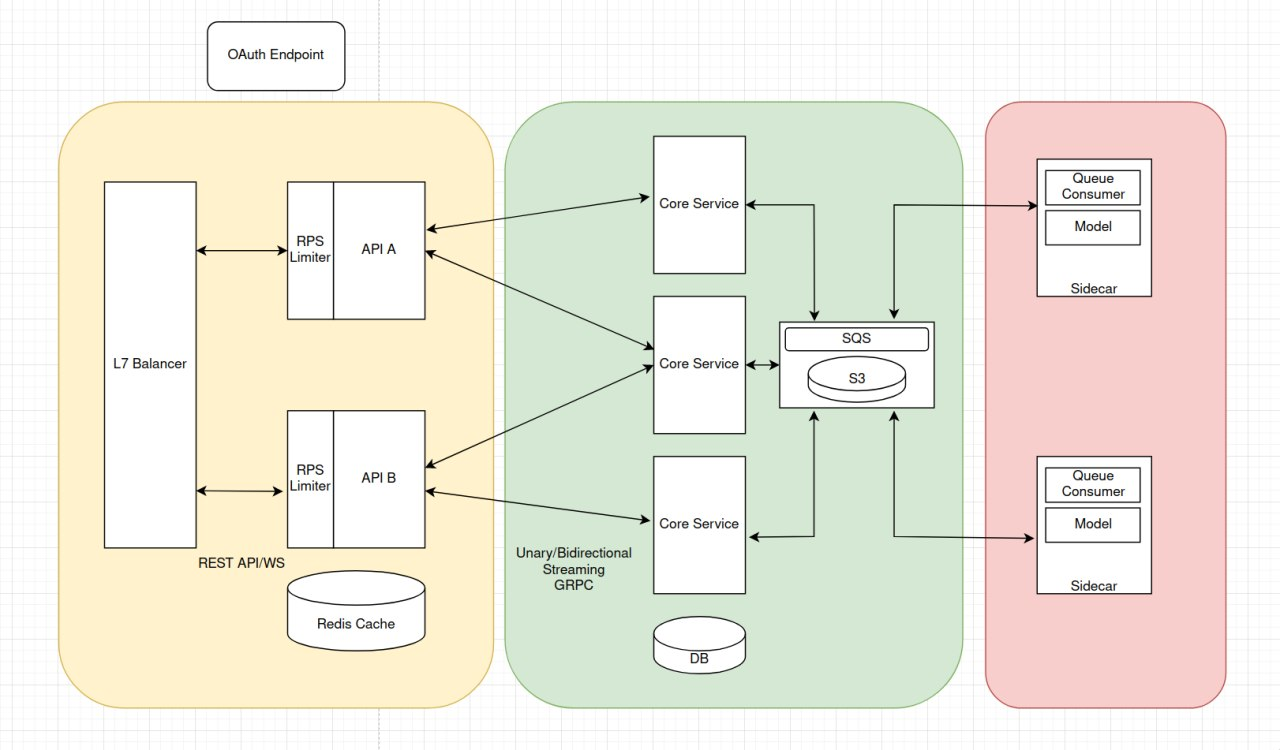 OAuth Endpoint
L7 Balancer
RPS
Limiter
API A
RPS
Limiter
API B
REST API/WS
Redis Cache
Core Service
Core Service
Core Service
Unary/Bidirectional
Streaming
GRPC
DB
SQS
S3
Queue
Consumer
Model
Sidecar
Queue
Consumer
Model
Sidecar